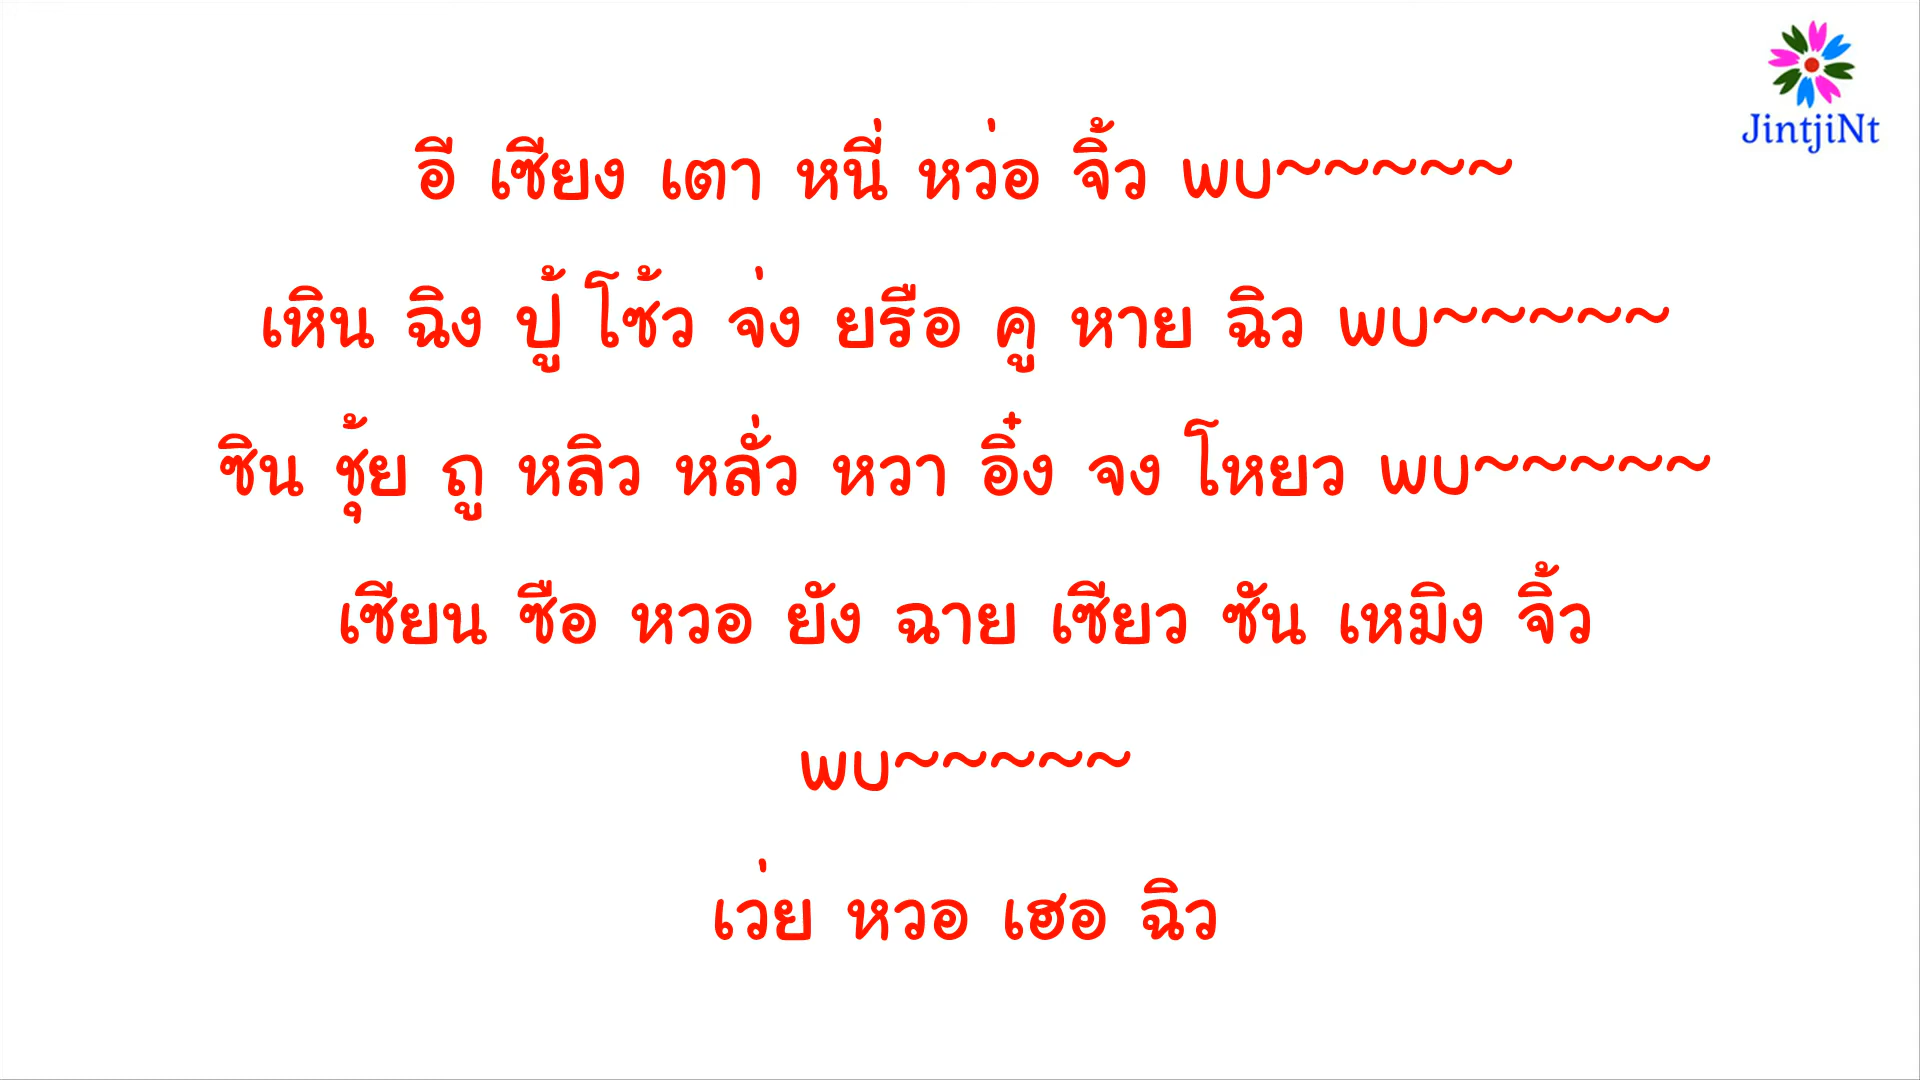 JintjiNt
อี เซียง เตา หนี่ หว่อ จิ้ว พบ~~~~~
เหิน ฉิง ปู้ โซ้ว จ่ง ยรือ คู หาย ฉิว พบ~~~~~
ซิน ชุ้ย ถู หลิว หลั่ว หวา อิ๋ง จง โหยว พบ~~~~~
เซียน ซือ หวอ ยัง ฉาย เซียว ซัน เหมิง จิ้ว
พบ~~~~~
เว่ย หวอ เฮอ ฉิว